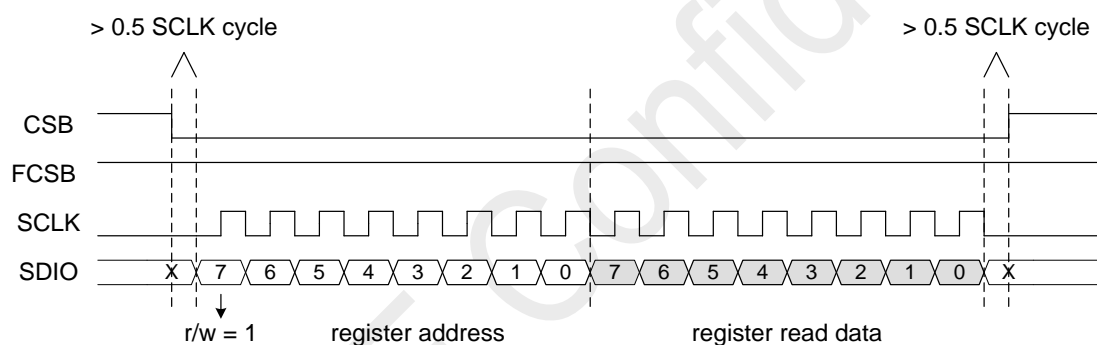 > 0.5 SCLK cycle > 0.5 SCLK cycle
CSB
FCSB
SCLK
SDIO X 7 6 5 4 3 2 1 0 7 6 5 4 3 2 1 0 X
r/w = 1 register address register read data